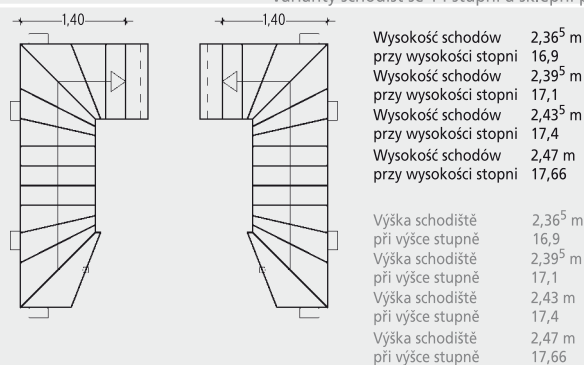 1,40
1,40
Wysokość schodów 2,36⁵ m
przy wysokości stopni 16,9
Wysokość schodów 2,39⁵ m
przy wysokości stopni 17,1
Wysokość schodów 2,43⁵ m
przy wysokości stopni 17,4
Wysokość schodów 2,47 m
przy wysokości stopni 17,66
Výška schodiště 2,36⁵ m
při výšce stupně 16,9
Výška schodiště 2,39⁵ m
při výšce stupně 17,1
Výška schodiště 2,43 m
při výšce stupně 17,4
Výška schodiště 2,47 m
při výšce stupně 17,66